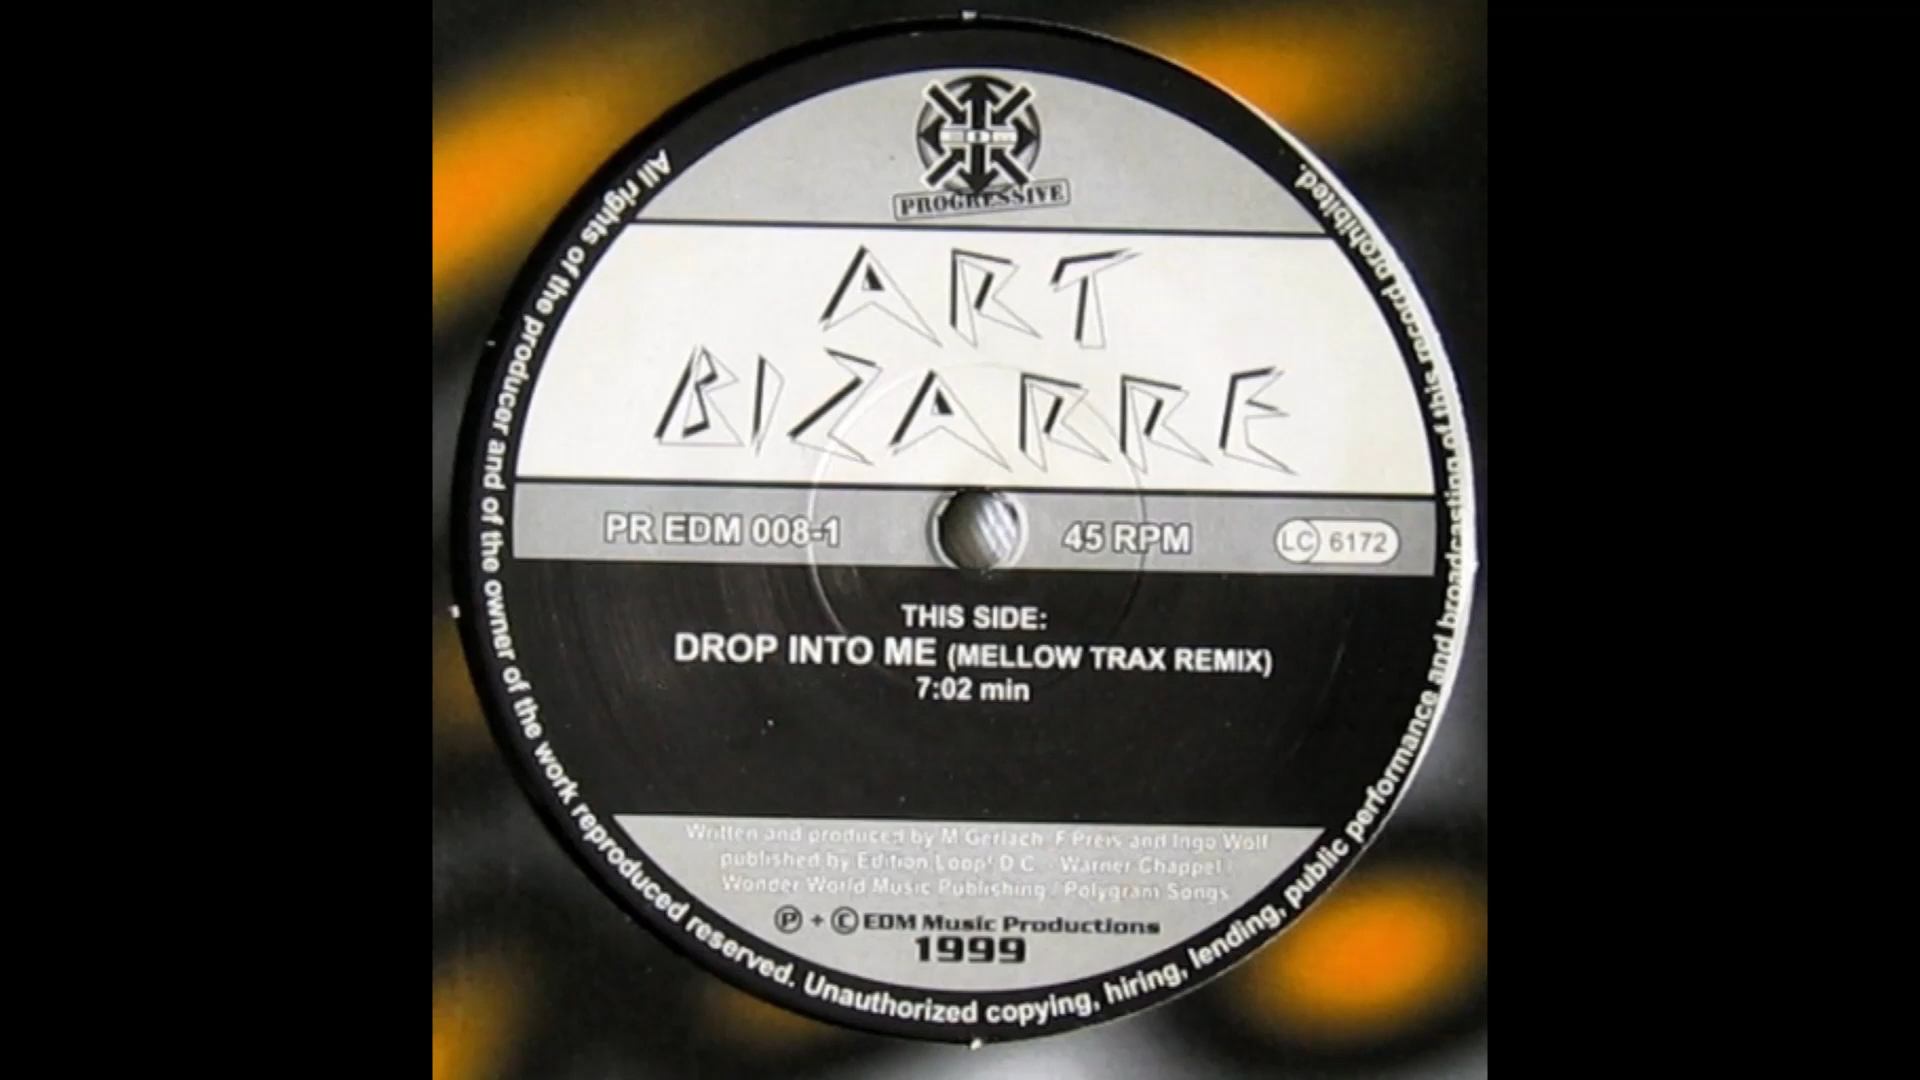 PROGRESSIVE
ART
BIZARRE
PR EDM 008-1
45 RPM
LC 6172
THIS SIDE:
DROP INTO ME (MELLOW TRAX REMIX)
7:02 min
Written and produced by M Gerlach, F Preis and Ingo Wolf
published by Edition Loop! D.C. - Warner Chappel /
Wonder World Music Publishing / Polygram Songs
Ⓟ + © EDM Music Productions
1999
All rights of the producer and of the owner of the work reproduced reserved. Unauthorized copying, hiring, lending, public performance and broadcasting of this record prohibited.